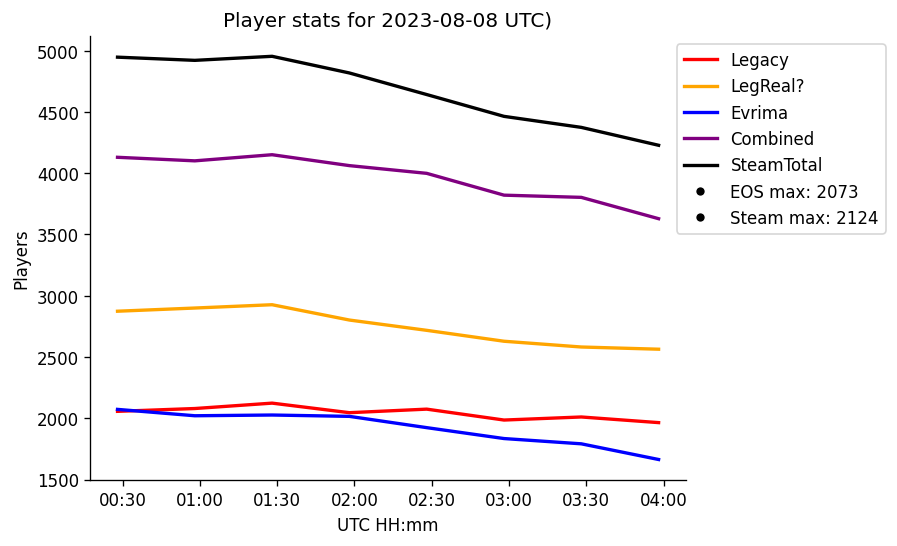 Player stats for 2023-08-08 UTC)
Legacy
LegReal?
Evrima
Combined
SteamTotal
EOS max: 2073
Steam max: 2124
Players
5000
4500
4000
3500
3000
2500
2000
1500
00:30 01:00 01:30 02:00 02:30 03:00 03:30 04:00
UTC HH:mm